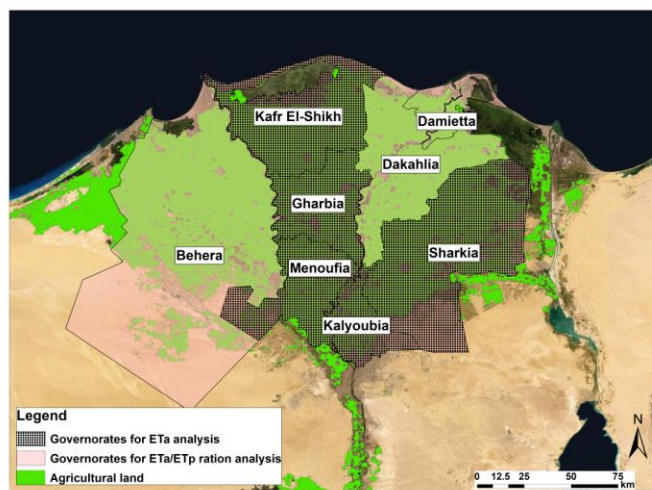 Kafr El-Shikh
Damietta
Dakahlia
Gharbia
Behera
Menoufia
Sharkia
Kalyoubia
Legend
Governorates for ETa analysis
Governorates for ETa/ETp ration analysis
Agricultural land
N
0 12.5 25 50 75
km